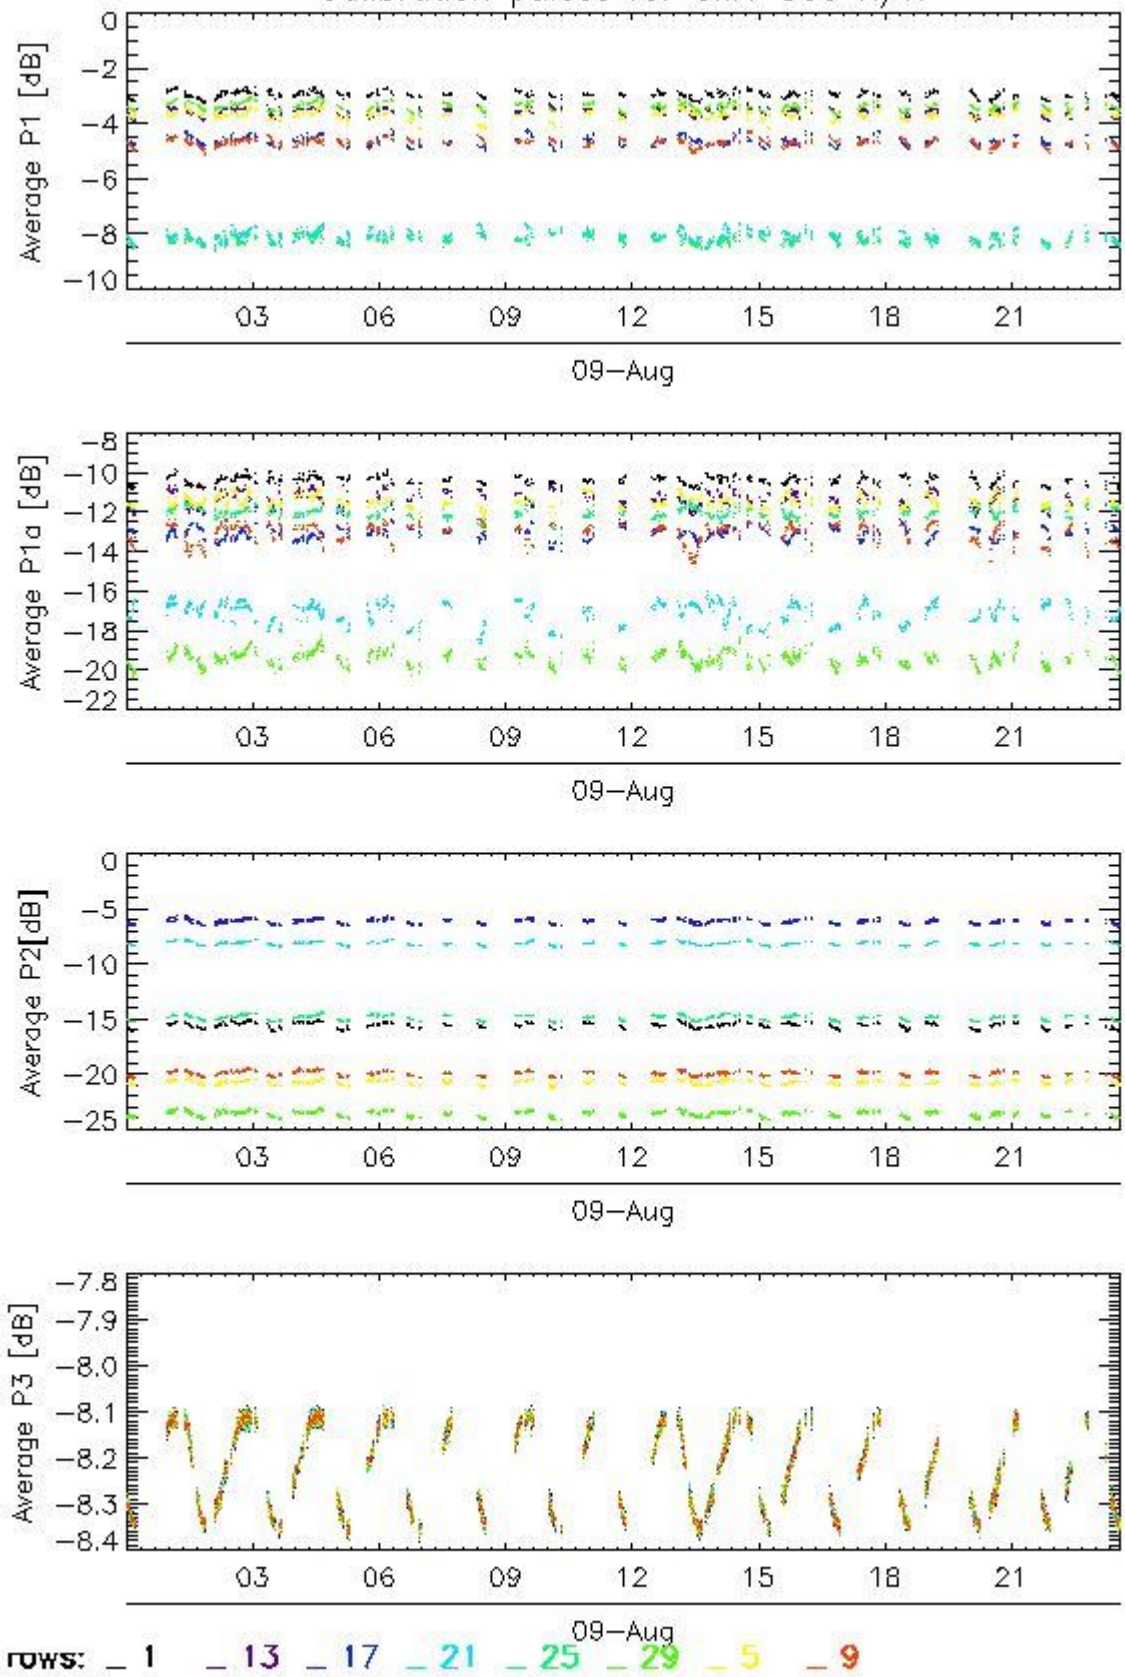 0
−2
−4
−6
−8
−10
Average P1 [dB]
03 06 09 12 15 18 21
09−Aug
−8
−10
−12
−14
−16
−18
−20
−22
Average P1a [dB]
03 06 09 12 15 18 21
09−Aug
0
−5
−10
−15
−20
−25
Average P2[dB]
03 06 09 12 15 18 21
09−Aug
−7.8
−7.9
−8.0
−8.1
−8.2
−8.3
−8.4
Average P3 [dB]
03 06 09 12 15 18 21
09−Aug
rows: _ 1 _ 13 _ 17 _ 21 _ 25 _ 29 _ 5 _ 9